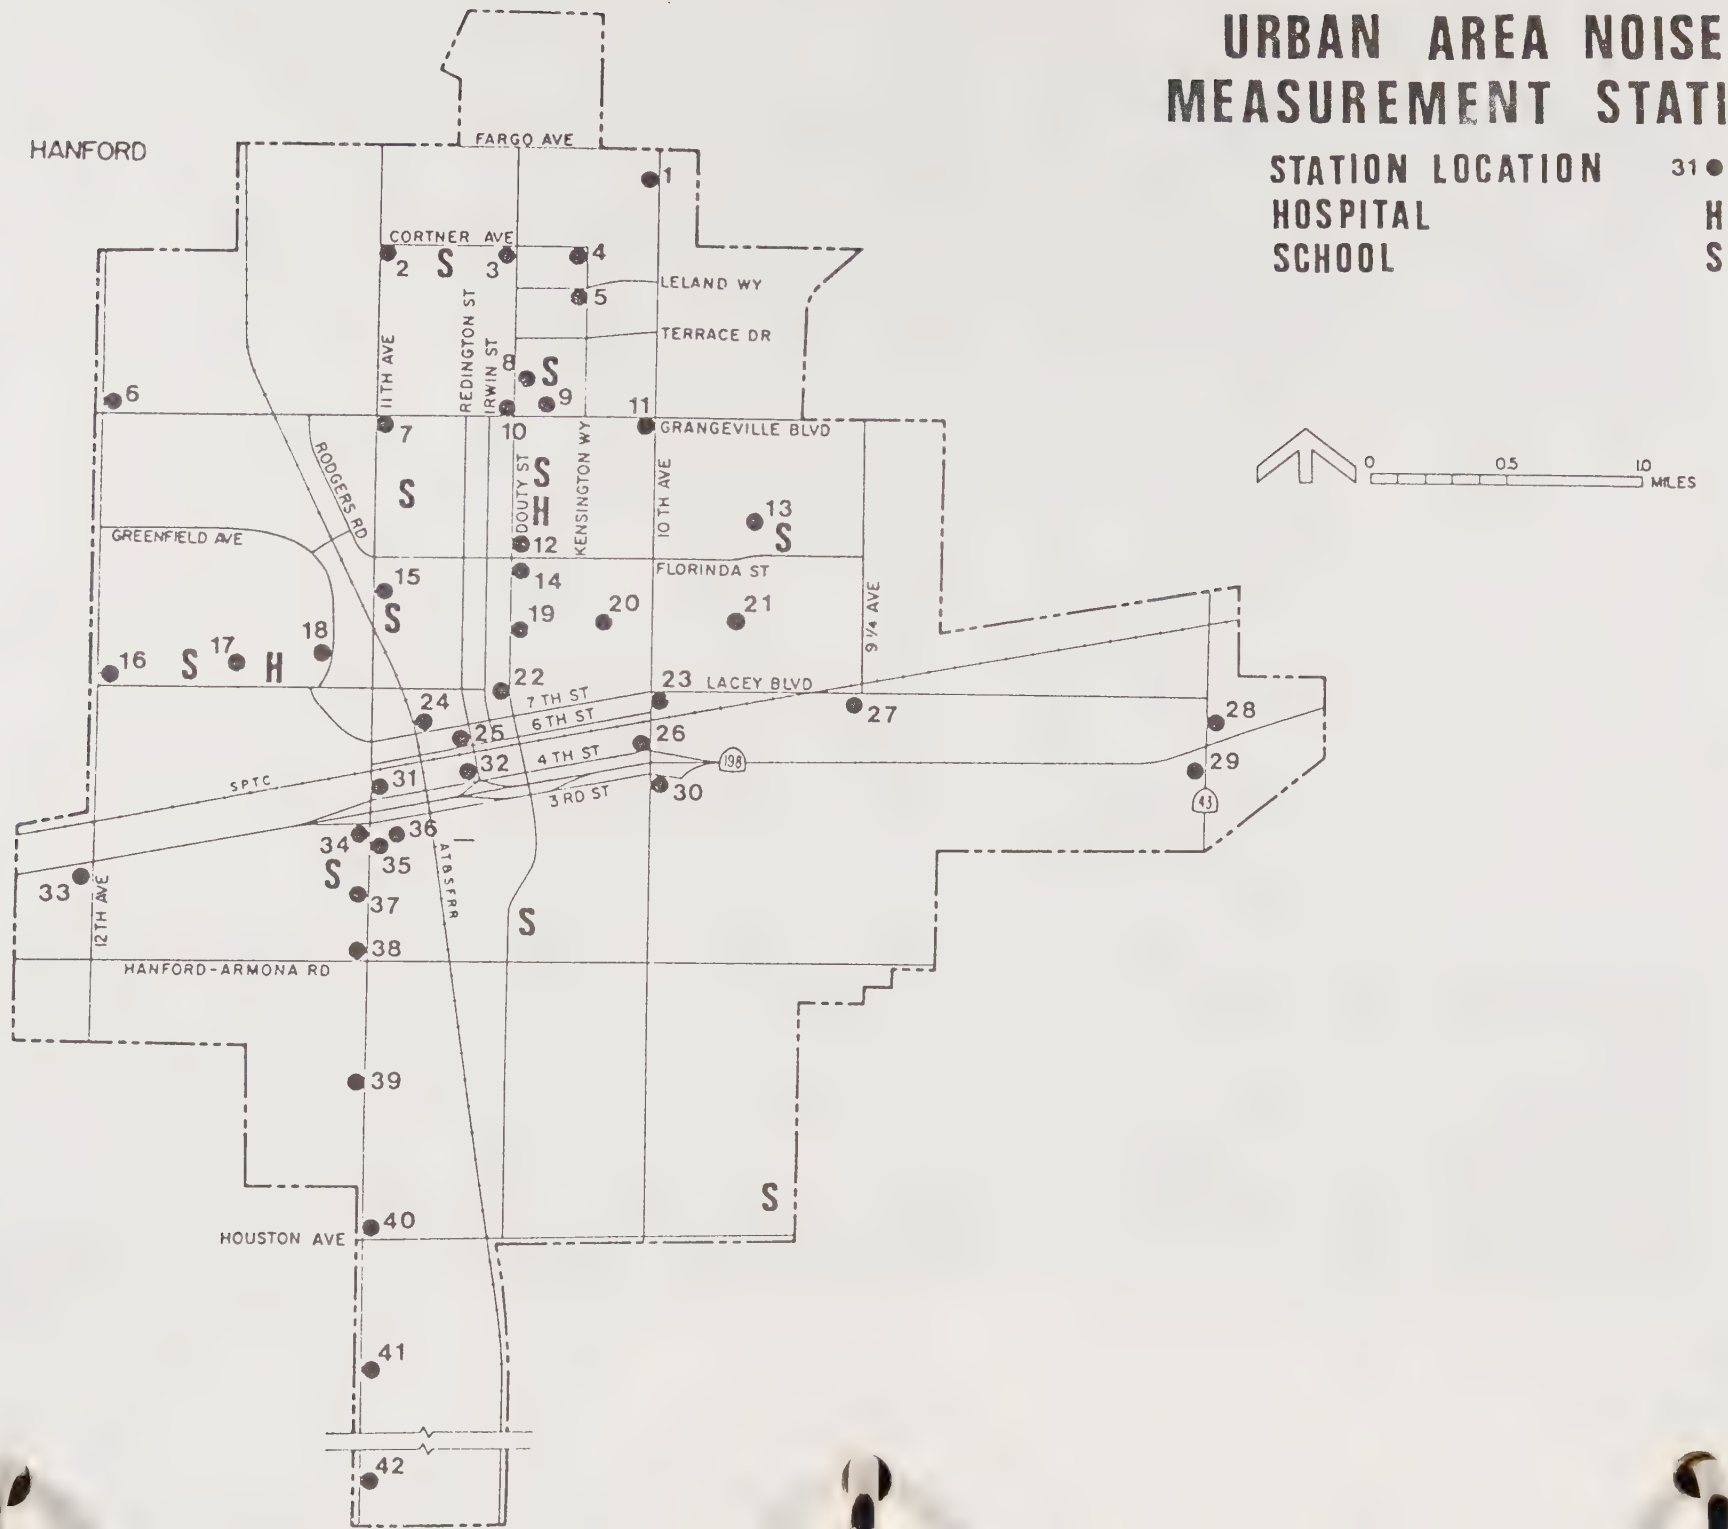 URBAN AREA NOISE
MEASUREMENT STATI
HANFORD
STATION LOCATION 31
HOSPITAL H
SCHOOL S
FARGO AVE
1
CORTNER AVE
2 S 3 4
LELAND WY
5
REDINGTON ST
IRWIN ST
11TH AVE
TERRACE DR
8 S
6
9
11
7
10
GRANGEVILLE BLVD
KENSINGTON WY
RODGERS RD
DOUTY ST
S
S
H
10TH AVE
0 0.5 1.0
MILES
13
S
GREENFIELD AVE
12
FLORINDA ST
14
15
S
19
20
21
9 1/4 AVE
18
17
16
S
H
22
23
LACEY BLVD
7TH ST
24
6TH ST
27
28
25
26
4TH ST
198
32
29
SPTC
31
3RD ST
30
43
34
36
35
S
33
12TH AVE
37
AT&SFRR
S
38
HANFORD-ARMONA RD
39
S
40
HOUSTON AVE
41
42